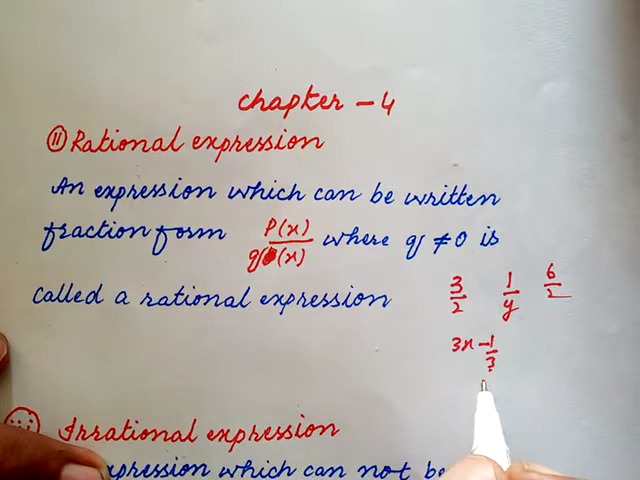 chapter - 4
(11) Rational expression
An expression which can be written
fraction form P(x)/q(x) where q ≠ 0 is
called a rational expression
3/2 1/y 6/2
3x - 1/3
Irrational expression
expression which can not be